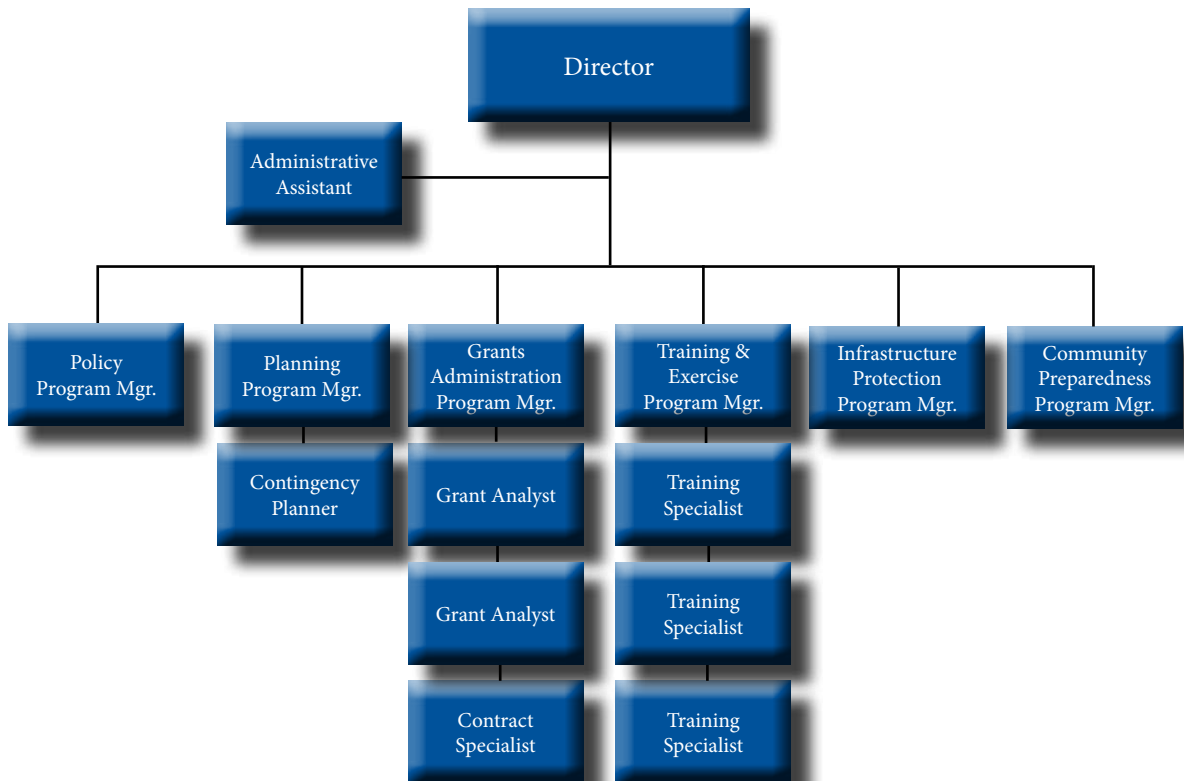 Director
Administrative
Assistant
Policy
Program Mgr.
Planning
Program Mgr.
Grants
Administration
Program Mgr.
Training &
Exercise
Program Mgr.
Infrastructure
Protection
Program Mgr.
Community
Preparedness
Program Mgr.
Contingency
Planner
Grant Analyst
Training
Specialist
Grant Analyst
Training
Specialist
Contract
Specialist
Training
Specialist